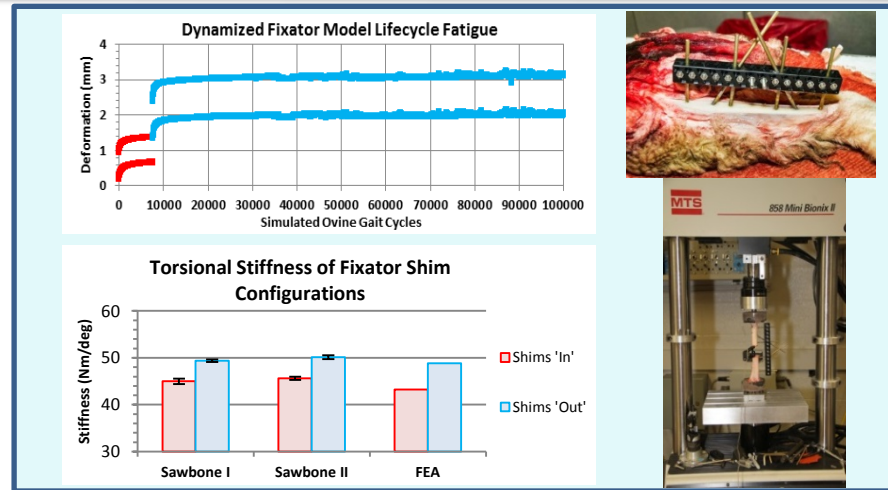 Dynamized Fixator Model Lifecycle Fatigue
4
3
2
1
0
Deformation (mm)
0 10000 20000 30000 40000 50000 60000 70000 80000 90000 100000
Simulated Ovine Gait Cycles
Torsional Stiffness of Fixator Shim
Configurations
60
50
40
30
Stiffness (Nm/deg)
Shims 'In'
Shims 'Out'
Sawbone I Sawbone II FEA
MTS
858 Mini Bionix II